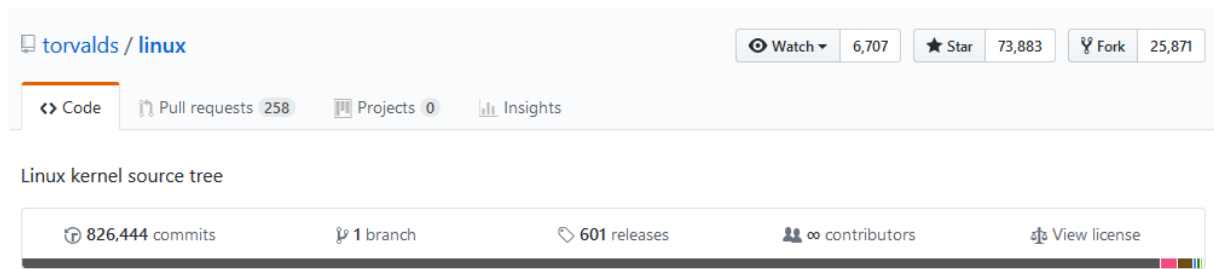 torvalds / linux Watch 6,707 Star 73,883 Fork 25,871
Code Pull requests 258 Projects 0 Insights
Linux kernel source tree
826,444 commits 1 branch 601 releases ∞ contributors View license